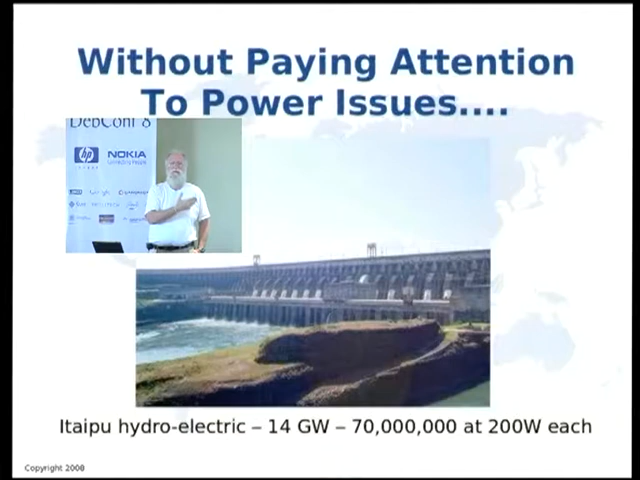 Without Paying Attention
To Power Issues....
DebConf 8
hp
NOKIA
Itaipu hydro-electric – 14 GW – 70,000,000 at 200W each
Copyright 2008